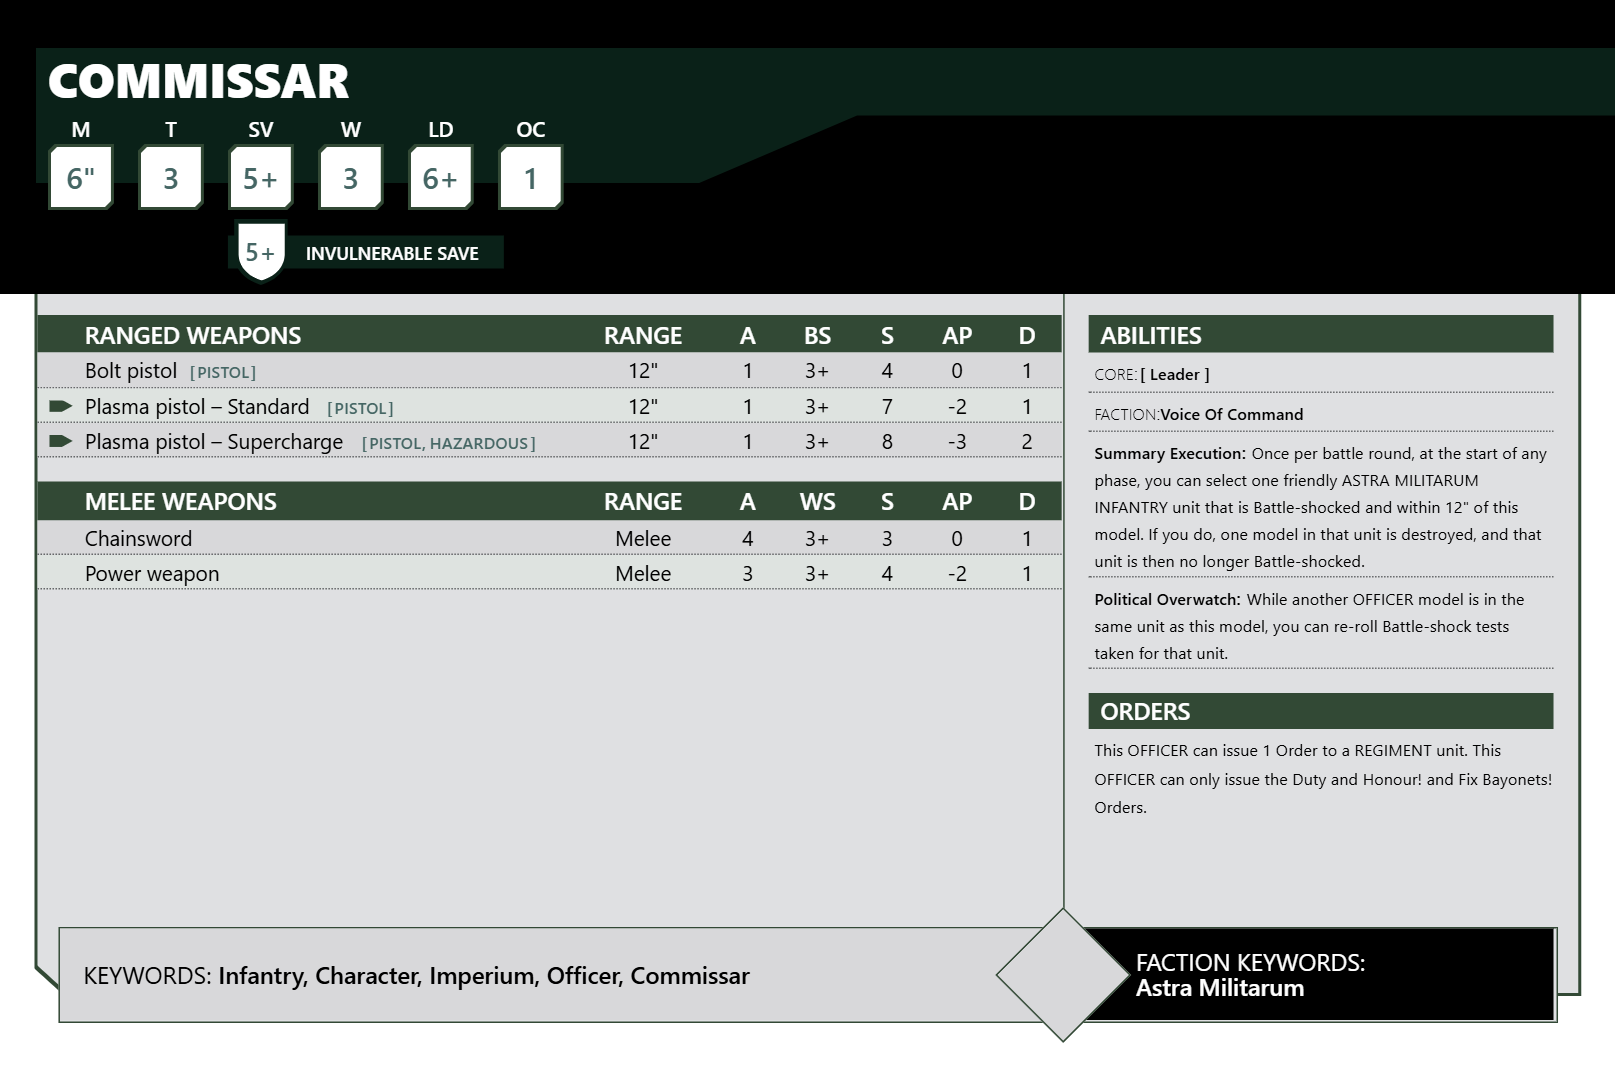 COMMISSAR
M T SV W LD OC
6" 3 5+ 3 6+ 1
5+ INVULNERABLE SAVE
RANGED WEAPONS RANGE A BS S AP D
Bolt pistol [PISTOL] 12" 1 3+ 4 0 1
Plasma pistol – Standard [PISTOL] 12" 1 3+ 7 -2 1
Plasma pistol – Supercharge [PISTOL, HAZARDOUS] 12" 1 3+ 8 -3 2
MELEE WEAPONS RANGE A WS S AP D
Chainsword Melee 4 3+ 3 0 1
Power weapon Melee 3 3+ 4 -2 1
ABILITIES
CORE:[ Leader ]
FACTION:Voice Of Command
Summary Execution: Once per battle round, at the start of any
phase, you can select one friendly ASTRA MILITARUM
INFANTRY unit that is Battle-shocked and within 12" of this
model. If you do, one model in that unit is destroyed, and that
unit is then no longer Battle-shocked.
Political Overwatch: While another OFFICER model is in the
same unit as this model, you can re-roll Battle-shock tests
taken for that unit.
ORDERS
This OFFICER can issue 1 Order to a REGIMENT unit. This
OFFICER can only issue the Duty and Honour! and Fix Bayonets!
Orders.
KEYWORDS: Infantry, Character, Imperium, Officer, Commissar
FACTION KEYWORDS:
Astra Militarum